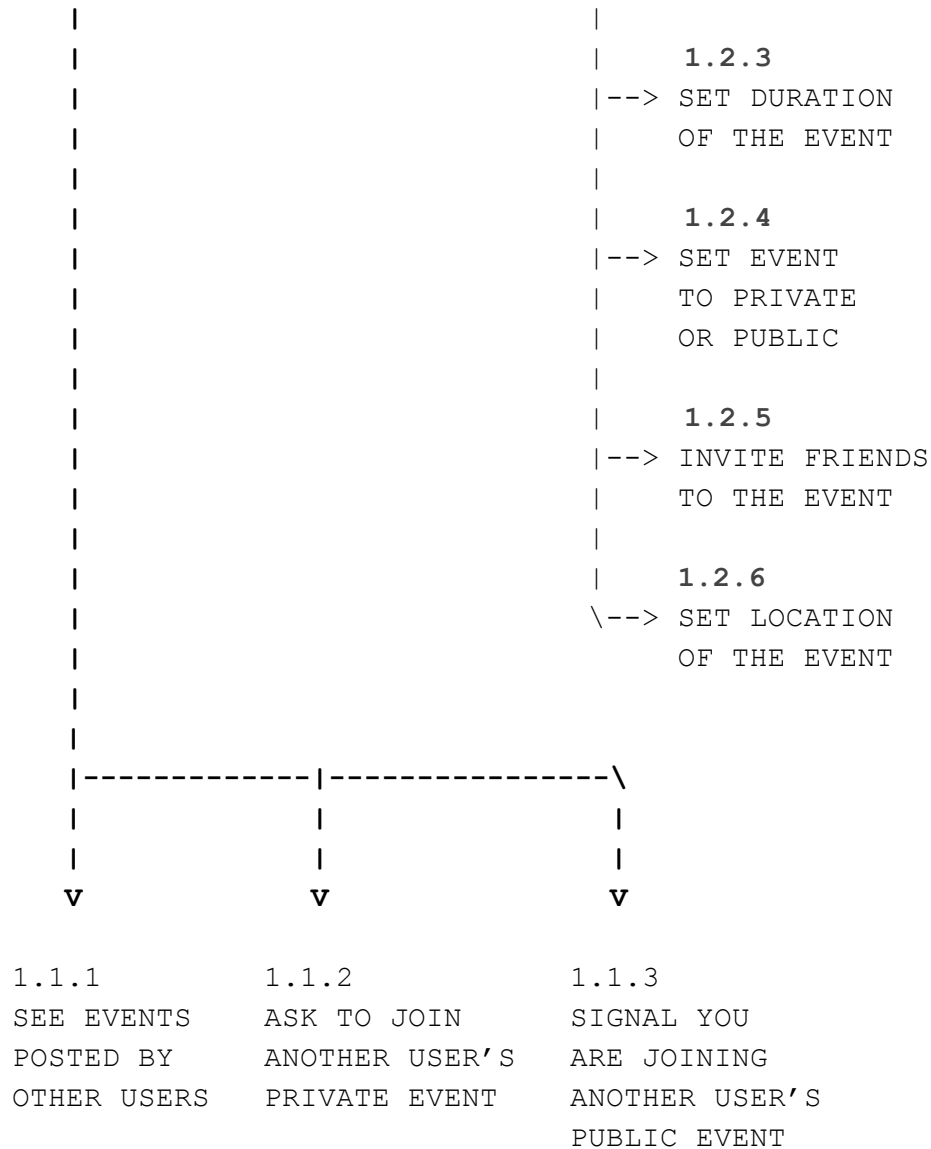 1.2.3
SET DURATION
OF THE EVENT
1.2.4
SET EVENT
TO PRIVATE
OR PUBLIC
1.2.5
INVITE FRIENDS
TO THE EVENT
1.2.6
SET LOCATION
OF THE EVENT
1.1.1
SEE EVENTS
POSTED BY
OTHER USERS
1.1.2
ASK TO JOIN
ANOTHER USER’S
PRIVATE EVENT
1.1.3
SIGNAL YOU
ARE JOINING
ANOTHER USER’S
PUBLIC EVENT